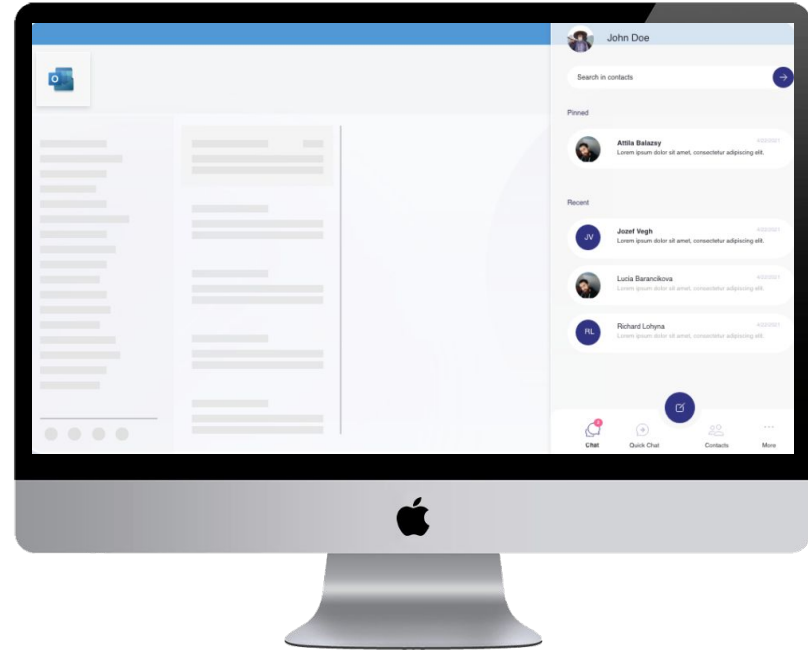 John Doe
Search in contacts
Pinned
Attila Balazsy
Lorem ipsum dolor sit amet, consectetur adipiscing elit.
Recent
JV
Jozef Vegh
Lorem ipsum dolor sit amet, consectetur adipiscing elit.
Lucia Barancikova
Lorem ipsum dolor sit amet, consectetur adipiscing elit.
RL
Richard Lohyna
Lorem ipsum dolor sit amet, consectetur adipiscing elit.
Chat
Quick Chat
Contacts
More